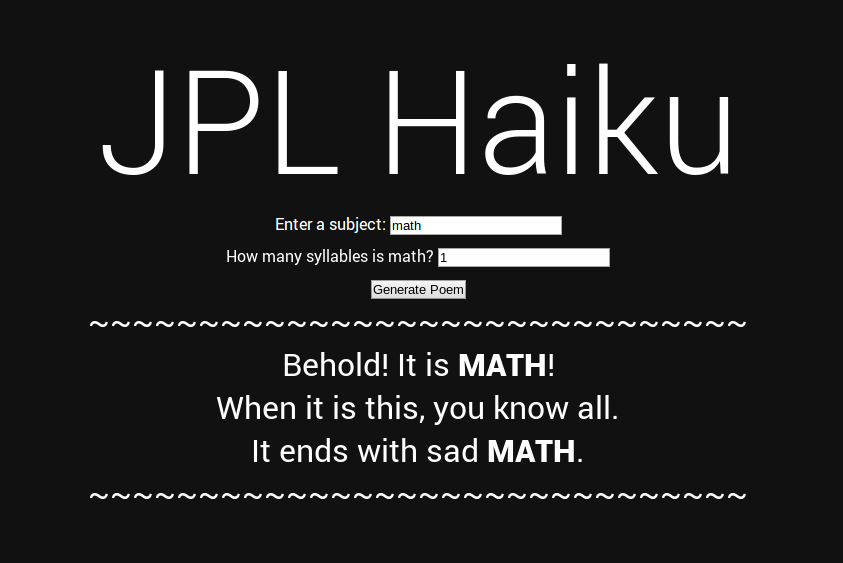 JPL Haiku
Enter a subject: math
How many syllables is math? 1
Generate Poem
~~~~~~~~~~~~~~~~~~~~~~~~~~~~~~
Behold! It is MATH!
When it is this, you know all.
It ends with sad MATH.
~~~~~~~~~~~~~~~~~~~~~~~~~~~~~~